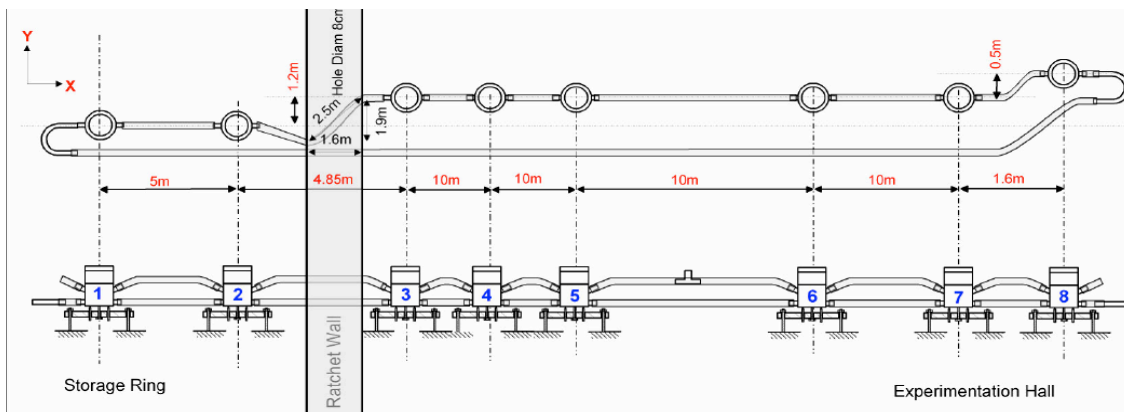 Y
X
1.2m
Hole Diam 8cm
2.5m
1.9m
1.6m
0.5m
5m
4.85m
10m
10m
10m
10m
1.6m
1
2
3
4
5
6
7
8
Ratchet Wall
Storage Ring
Experimentation Hall